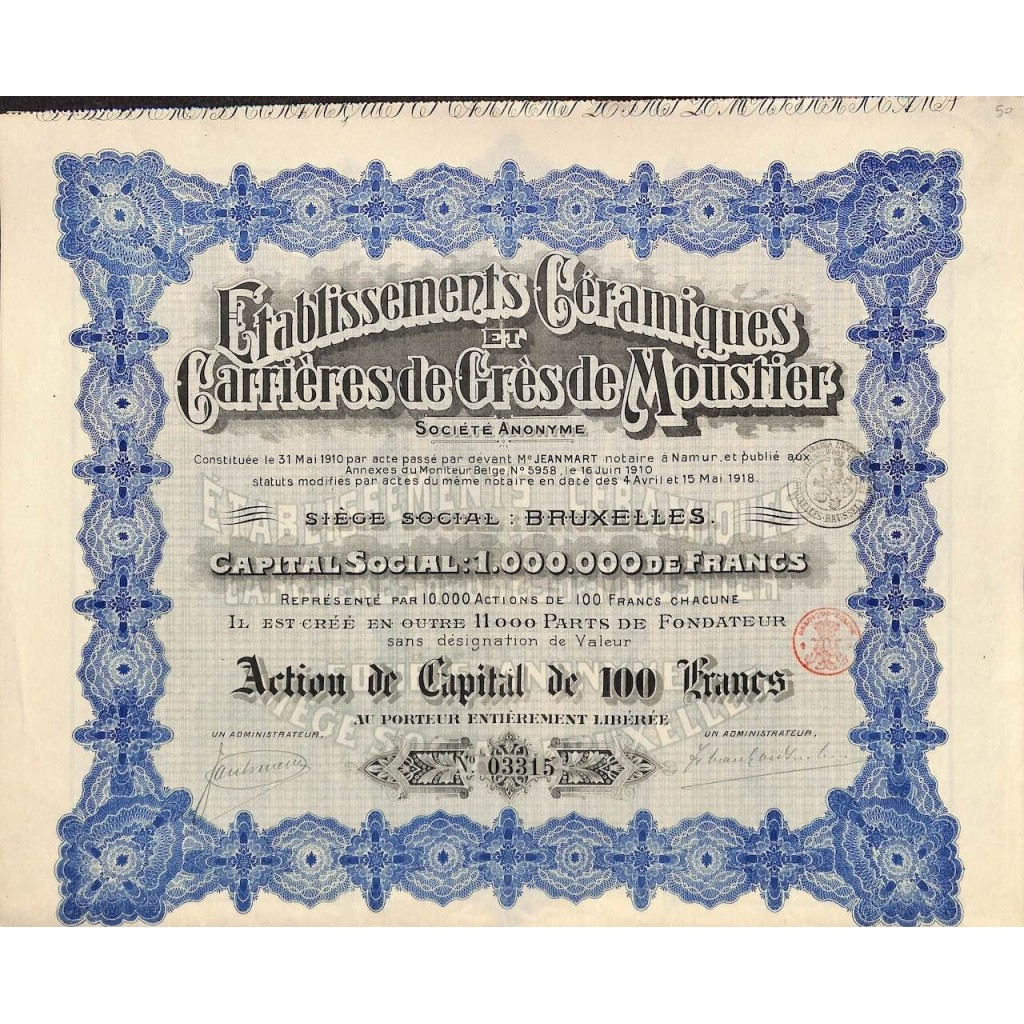 50
Etablissements Céramiques
ET
Carrières de Grès de Moustier
SOCIÉTÉ ANONYME
Constituée le 31 Mai 1910 par acte passé par devant Me JEANMART notaire à Namur, et publié aux
Annexes du Moniteur Belge, No 5958, le 16 Juin 1910
statuts modifiés par actes du même notaire en date des 4 Avril et 15 Mai 1918.
SIÈGE SOCIAL : BRUXELLES.
CAPITAL SOCIAL : 1.000.000 DE FRANCS
REPRÉSENTÉ PAR 10.000 ACTIONS DE 100 FRANCS CHACUNE
IL EST CRÉÉ EN OUTRE 11000 PARTS DE FONDATEUR
sans désignation de Valeur
Action de Capital de 100 Francs
AU PORTEUR ENTIÈREMENT LIBÉRÉE
UN ADMINISTRATEUR,
UN ADMINISTRATEUR,
No 03315